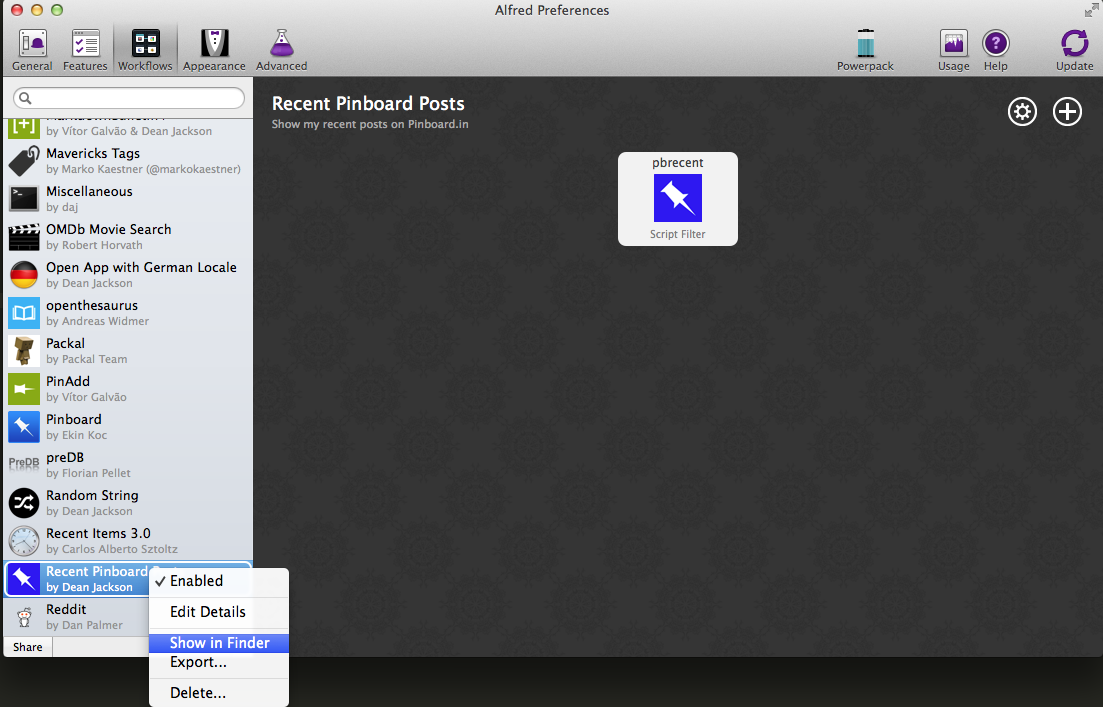 Alfred Preferences
General
Features
Workflows
Appearance
Advanced
Powerpack
Usage
Help
Update
by Vítor Galvão & Dean Jackson
Mavericks Tags
by Marko Kaestner (@markokaestner)
Miscellaneous
by daj
OMDb Movie Search
by Robert Horvath
Open App with German Locale
by Dean Jackson
openthesaurus
by Andreas Widmer
Packal
by Packal Team
PinAdd
by Vítor Galvão
Pinboard
by Ekin Koc
PreDB
preDB
by Florian Pellet
Random String
by Dean Jackson
Recent Items 3.0
by Carlos Alberto Sztoltz
Recent Pinboard
by Dean Jackson
Reddit
by Dan Palmer
Share
Enabled
Edit Details
Show in Finder
Export...
Delete...
Recent Pinboard Posts
Show my recent posts on Pinboard.in
pbrecent
Script Filter